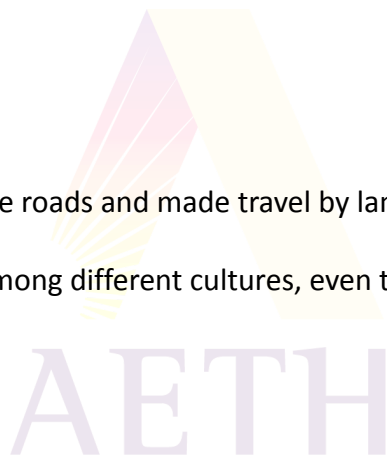 e roads and made travel by lan
mong different cultures, even t
AETH